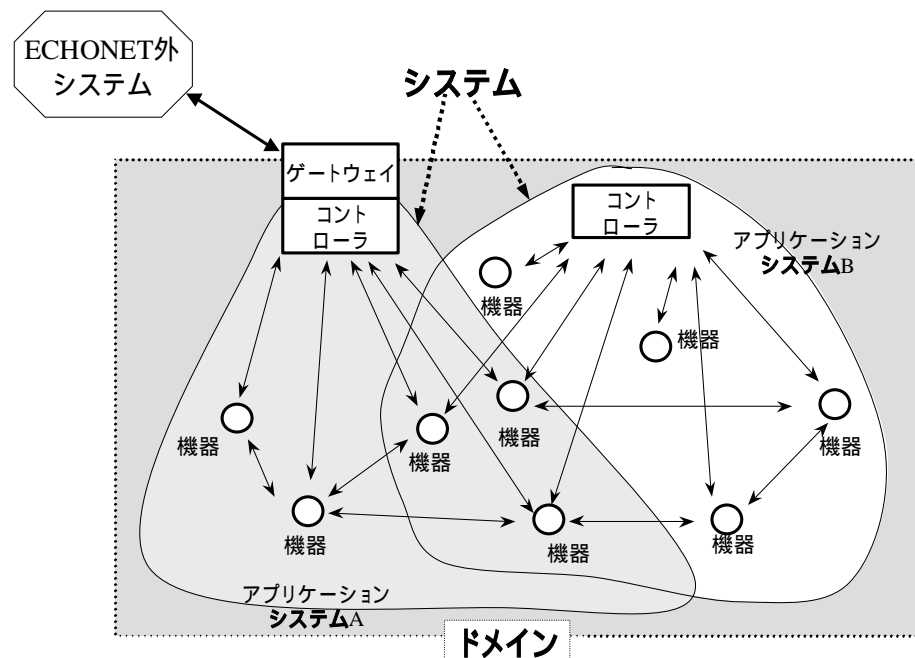 ECHONET外
システム
システム
ゲートウェイ
コント
ローラ
コント
ローラ
アプリケーション
システムB
機器
機器
機器
機器
機器
機器
機器
機器
機器
アプリケーション
システムA
ドメイン